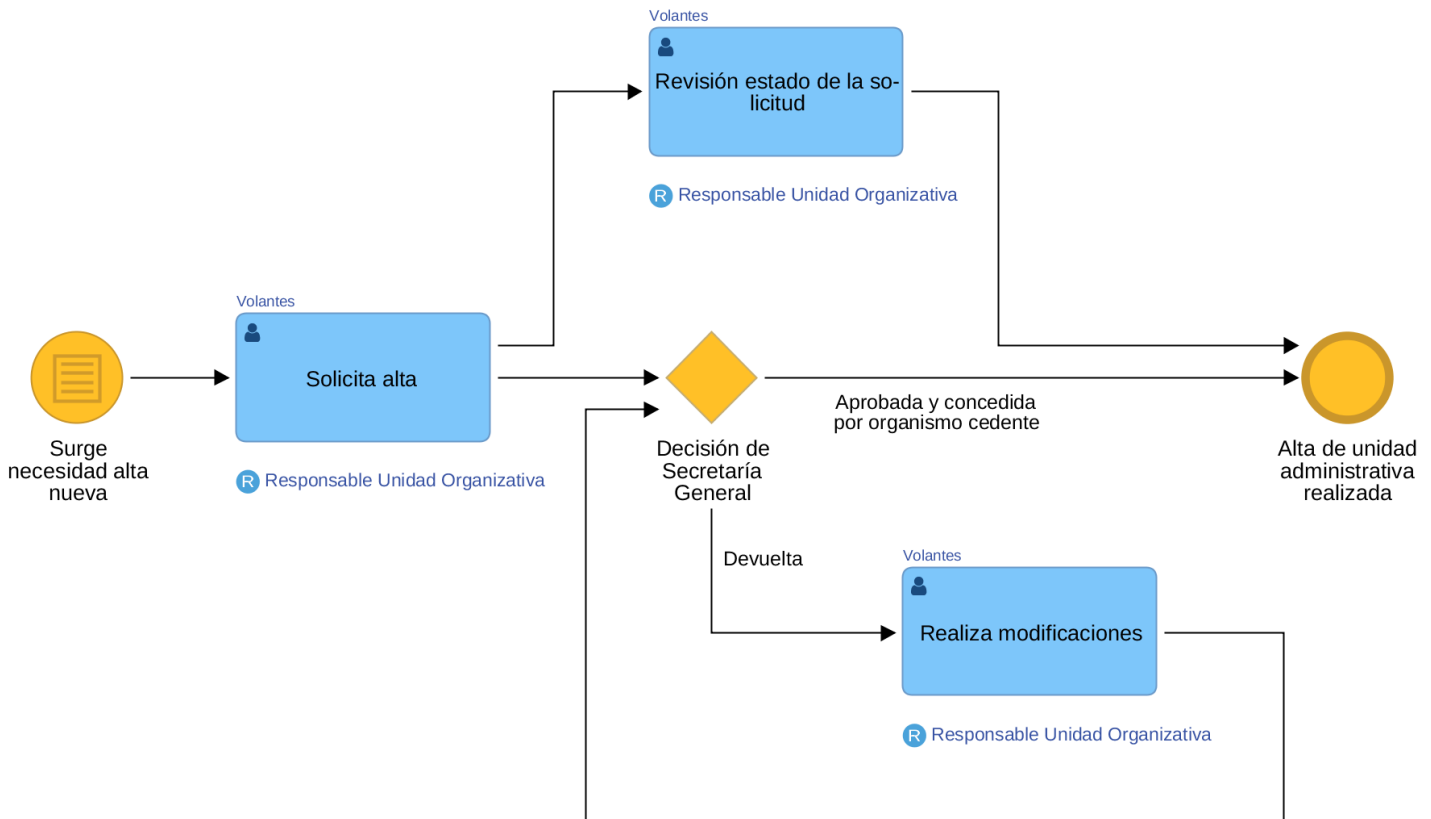 Volantes
Revisión estado de la so-
licitud
R Responsable Unidad Organizativa
Volantes
Solicita alta
R Responsable Unidad Organizativa
Surge
necesidad alta
nueva
Decisión de
Secretaría
General
Aprobada y concedida
por organismo cedente
Alta de unidad
administrativa
realizada
Devuelta
Volantes
Realiza modificaciones
R Responsable Unidad Organizativa